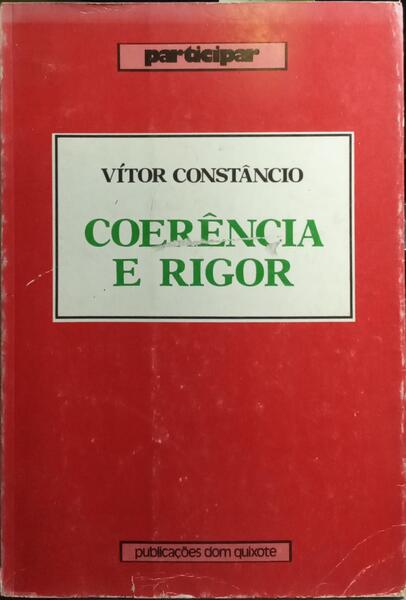 participar
VÍTOR CONSTÂNCIO
COERÊNCIA
E RIGOR
publicações dom quixote